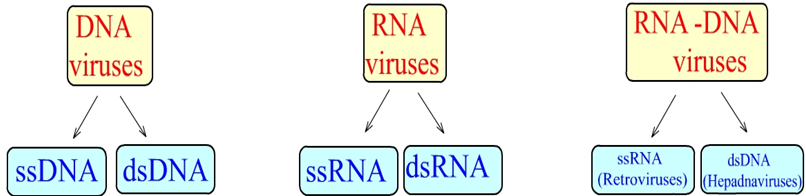 DNA
viruses
RNA
viruses
RNA -DNA
viruses
ssDNA
dsDNA
ssRNA
dsRNA
ssRNA
(Retroviruses)
dsDNA
(Hepadnaviruses)